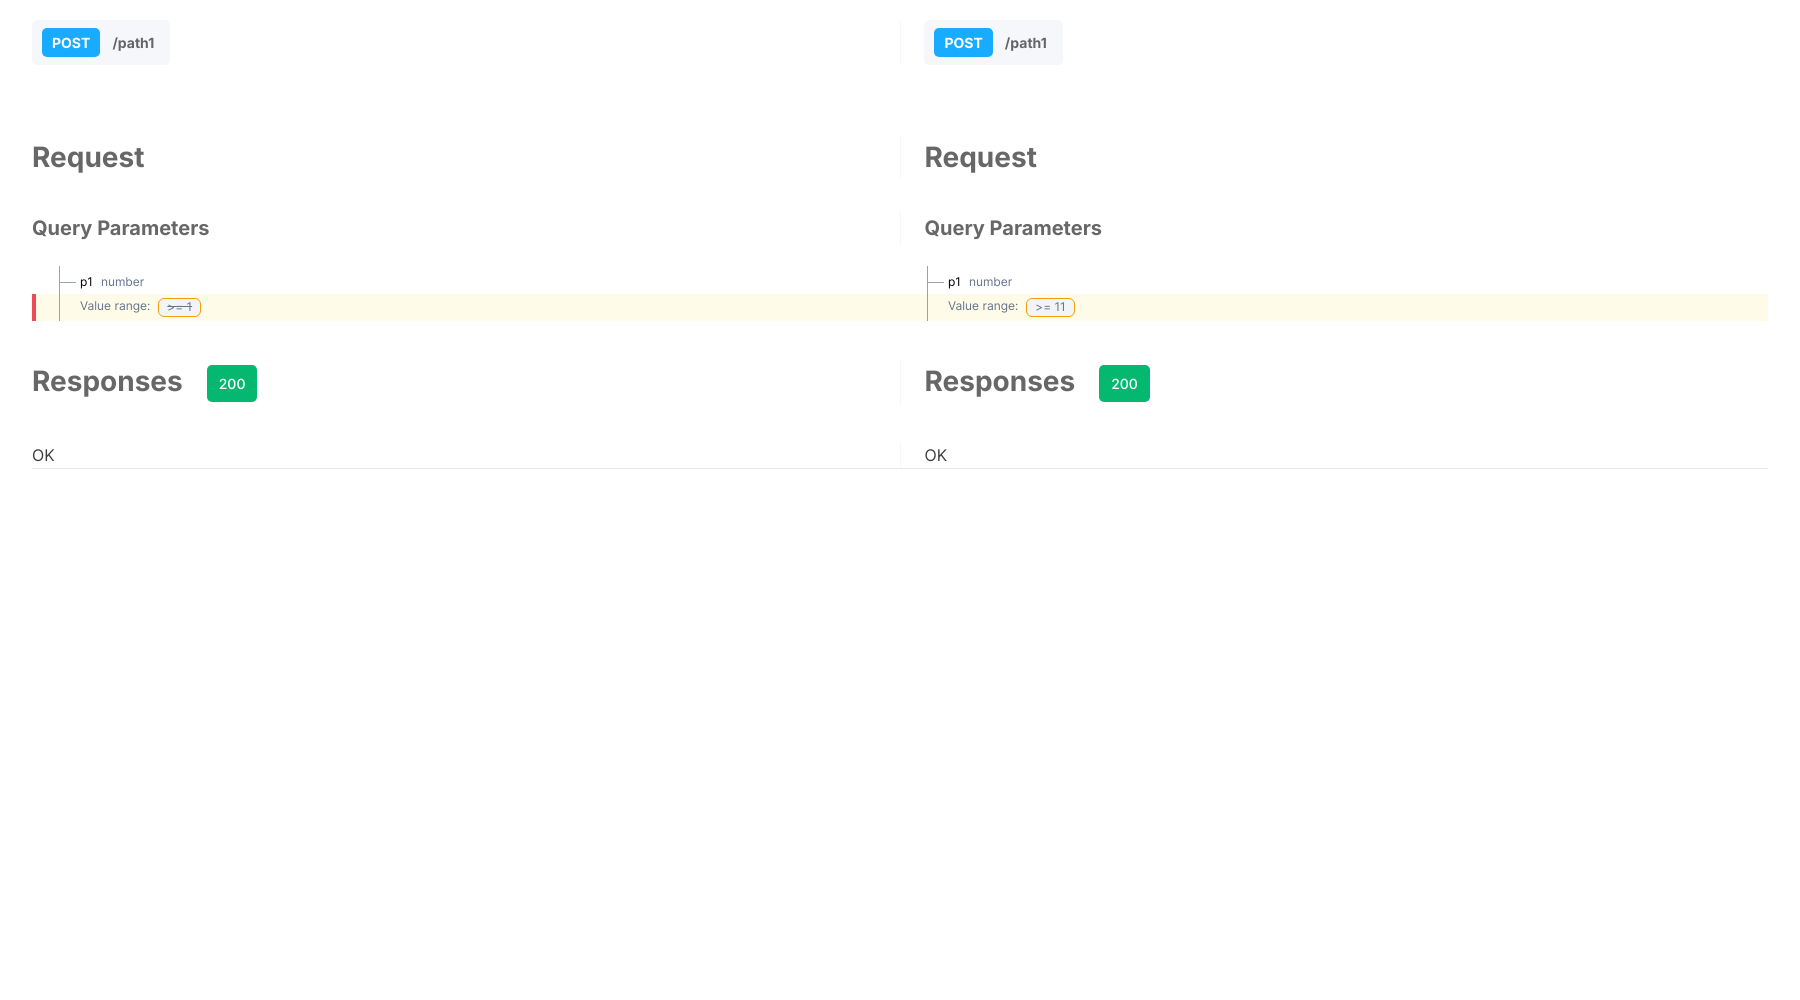 POST /path1
POST /path1
Request
Request
Query Parameters
Query Parameters
p1 number
p1 number
Value range: >= 1
Value range: >= 11
Responses 200
Responses 200
OK
OK